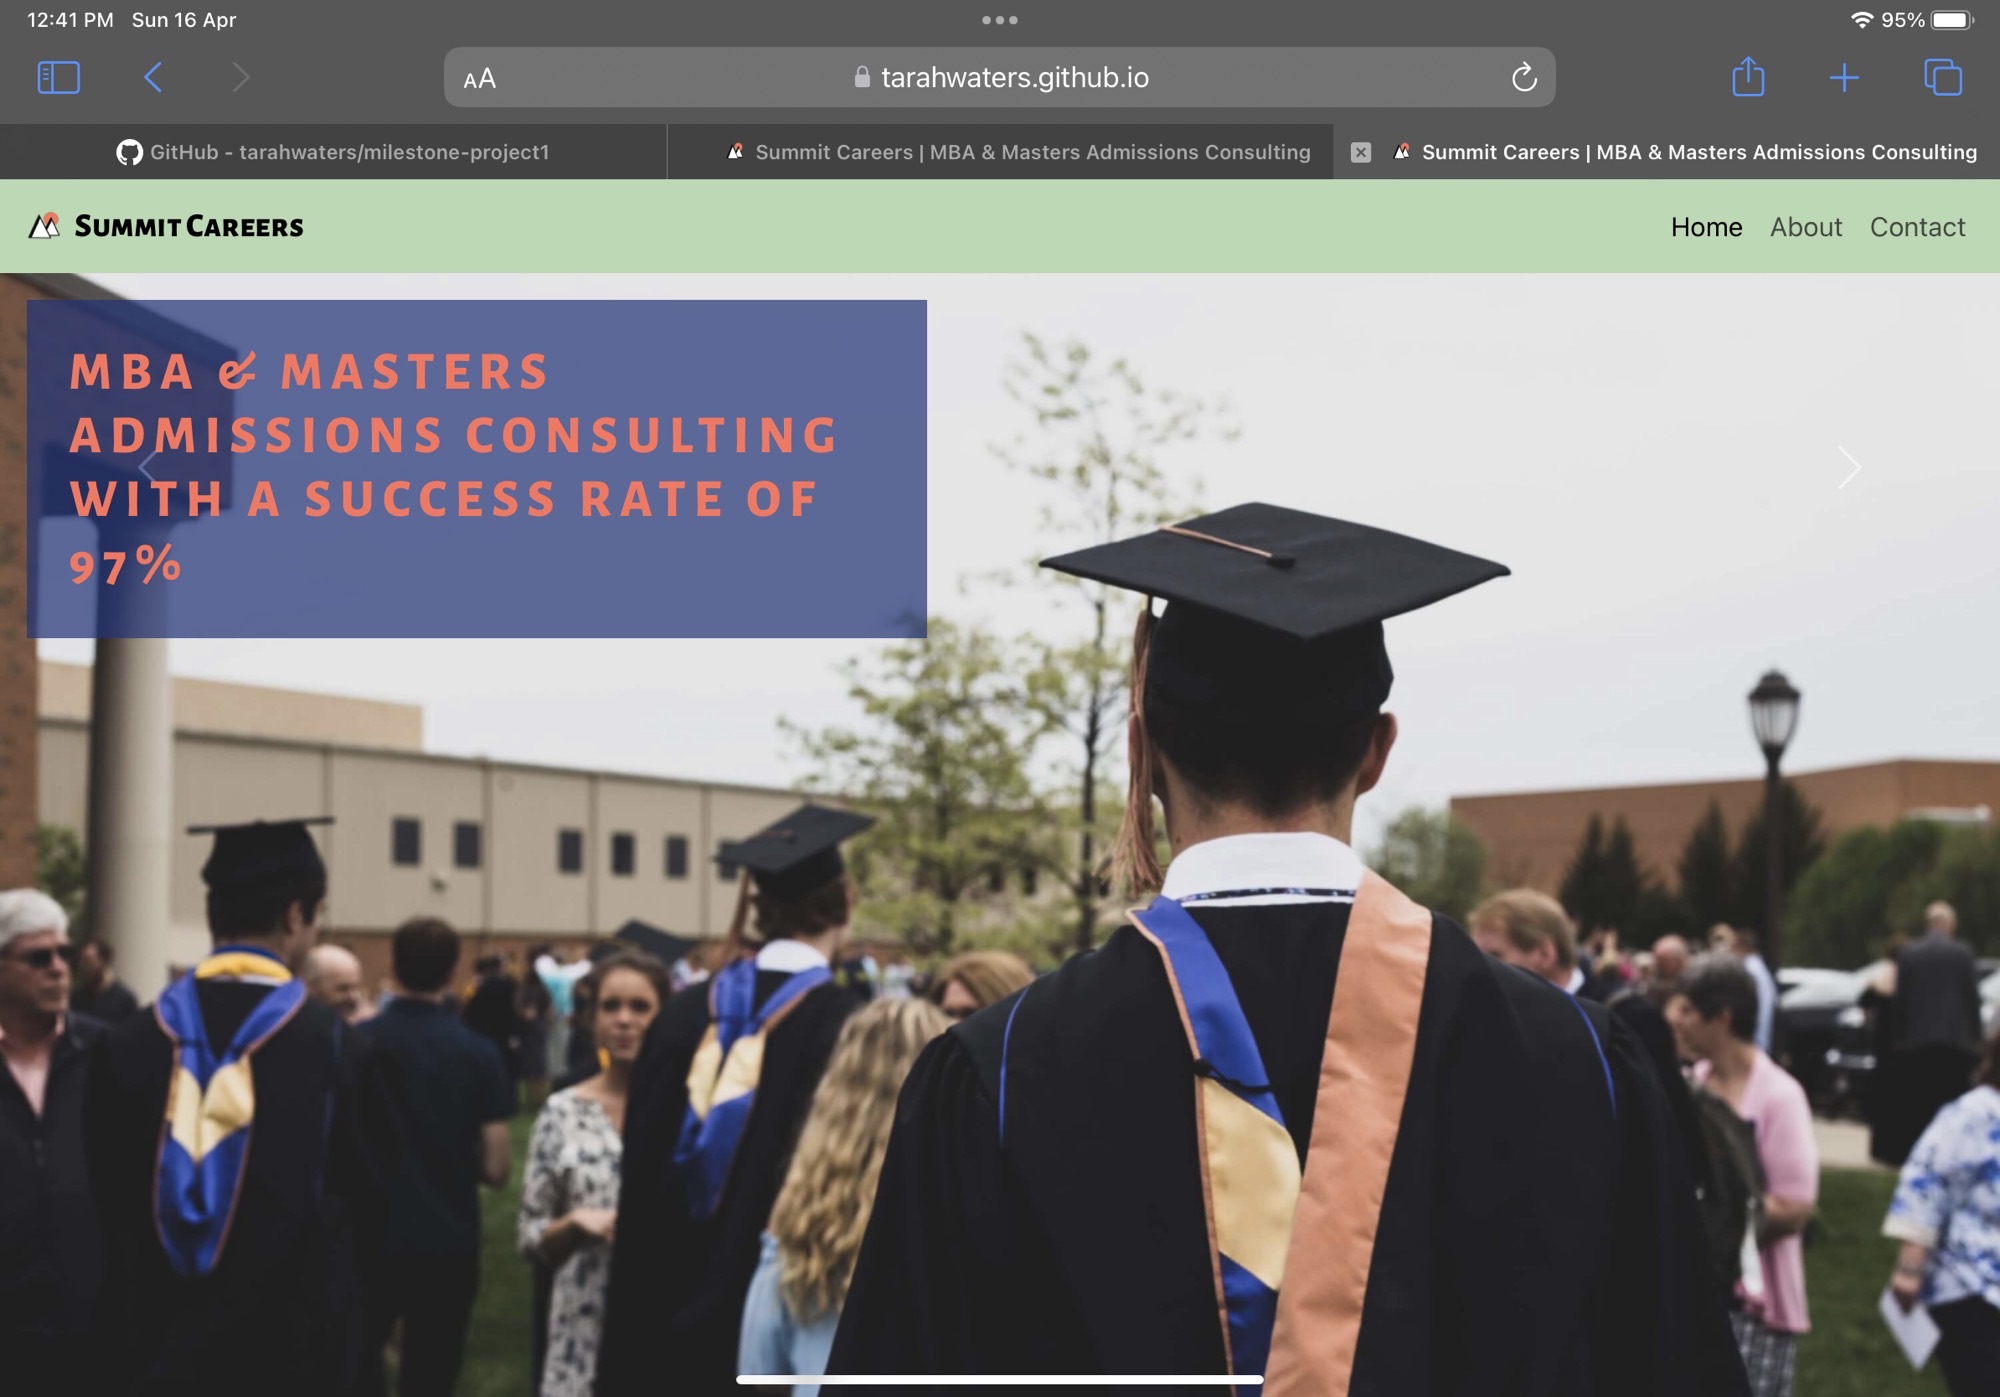 12:41 PM Sun 16 Apr
95%
AA
tarahwaters.github.io
GitHub - tarahwaters/milestone-project1
Summit Careers | MBA & Masters Admissions Consulting
Summit Careers | MBA & Masters Admissions Consulting
SUMMIT CAREERS
Home About Contact
MBA & MASTERS
ADMISSIONS CONSULTING
WITH A SUCCESS RATE OF
97%